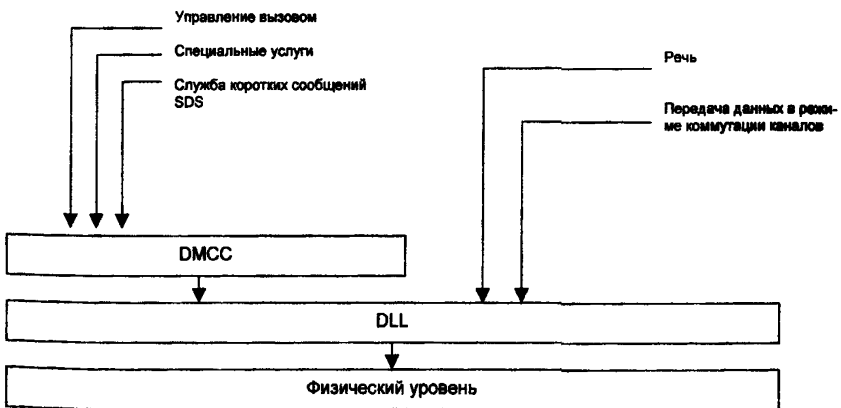 Управление вызовом
Специальные услуги
Служба коротких сообщений
SDS
Речь
Передача данных в режи-
ме коммутации каналов
DMCC
DLL
Физический уровень